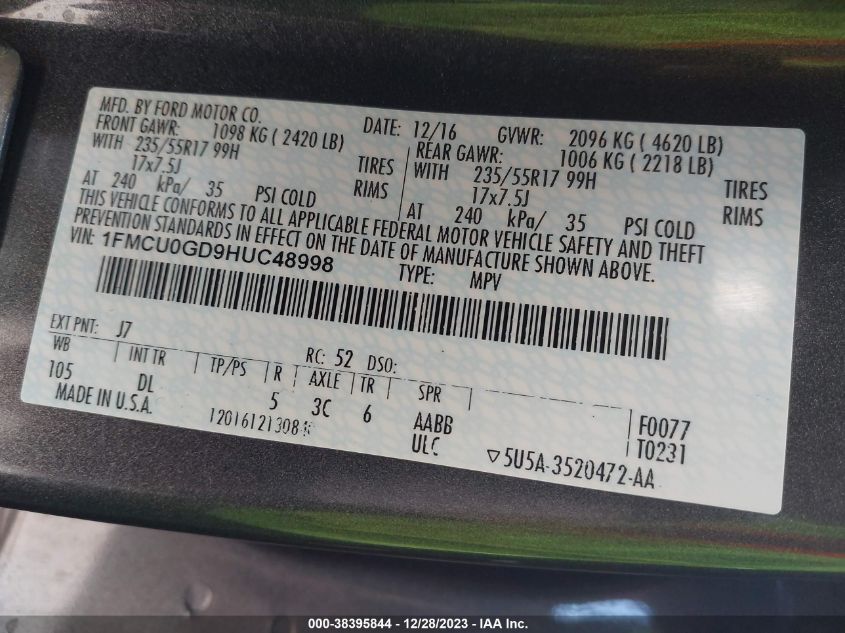 MFD. BY FORD MOTOR CO.
DATE: 12/16 GVWR: 2096 KG ( 4620 LB)
FRONT GAWR: 1098 KG ( 2420 LB) REAR GAWR: 1006 KG ( 2218 LB)
WITH 235/55R17 99H TIRES WITH 235/55R17 99H TIRES
17x7.5J RIMS 17x7.5J RIMS
AT 240 kPa/ 35 PSI COLD AT 240 kPa/ 35 PSI COLD
THIS VEHICLE CONFORMS TO ALL APPLICABLE FEDERAL MOTOR VEHICLE SAFETY AND THEFT
PREVENTION STANDARDS IN EFFECT ON THE DATE OF MANUFACTURE SHOWN ABOVE.
VIN: 1FMCU0GD9HUC48998
TYPE: MPV
EXT PNT: J7 RC: 52 DSO:
WB INT TR TP/PS R AXLE TR SPR
105 DL 5 3C 6 AABB F0077
MADE IN U.S.A. ULC T0231
12016121308 ▽5U5A-3520472-AA
000-38395844 - 12/28/2023 - IAA Inc.